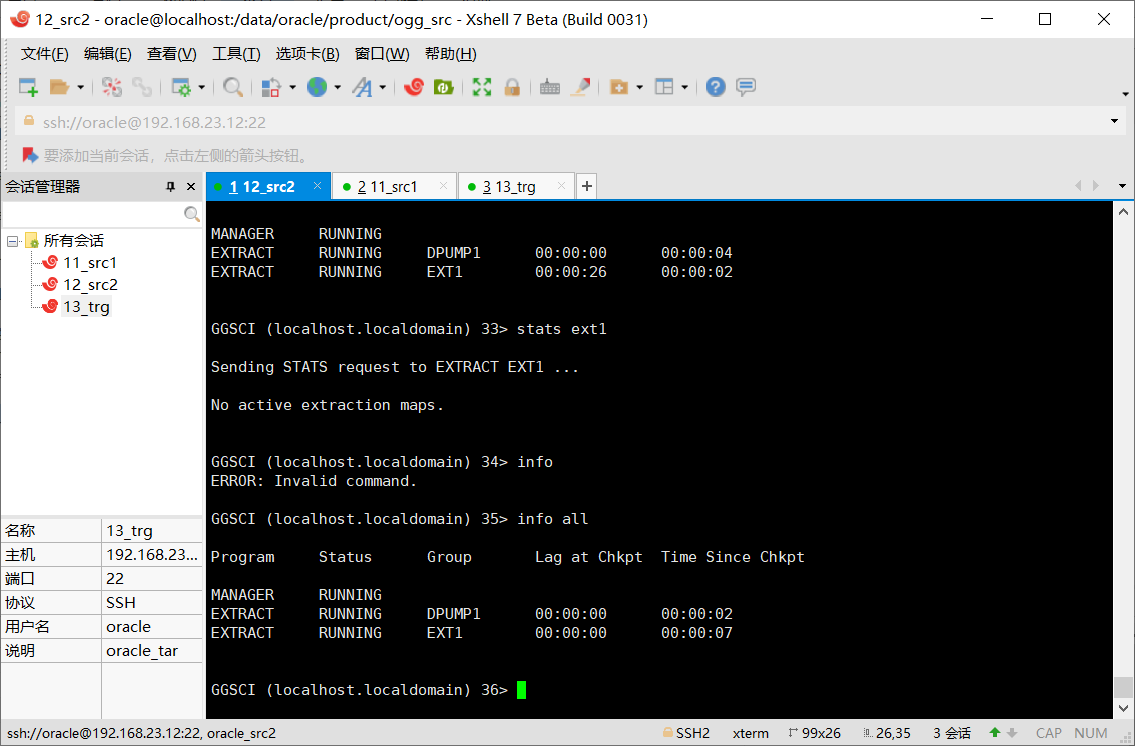 12_src2 - oracle@localhost:/data/oracle/product/ogg_src - Xshell 7 Beta (Build 0031)
文件(F) 编辑(E) 查看(V) 工具(T) 选项卡(B) 窗口(W) 帮助(H)
ssh://oracle@192.168.23.12:22
要添加当前会话，点击左侧的箭头按钮。
会话管理器
1 12_src2
2 11_src1
3 13_trg
所有会话
11_src1
12_src2
13_trg
名称 13_trg
主机 192.168.23...
端口 22
协议 SSH
用户名 oracle
说明 oracle_tar
MANAGER RUNNING
EXTRACT RUNNING DPUMP1 00:00:00 00:00:04
EXTRACT RUNNING EXT1 00:00:26 00:00:02
GGSCI (localhost.localdomain) 33> stats ext1
Sending STATS request to EXTRACT EXT1 ...
No active extraction maps.
GGSCI (localhost.localdomain) 34> info
ERROR: Invalid command.
GGSCI (localhost.localdomain) 35> info all
Program Status Group Lag at Chkpt Time Since Chkpt
MANAGER RUNNING
EXTRACT RUNNING DPUMP1 00:00:00 00:00:02
EXTRACT RUNNING EXT1 00:00:00 00:00:07
GGSCI (localhost.localdomain) 36>
ssh://oracle@192.168.23.12:22, oracle_src2 SSH2 xterm 99x26 26,35 3 会话 CAP NUM